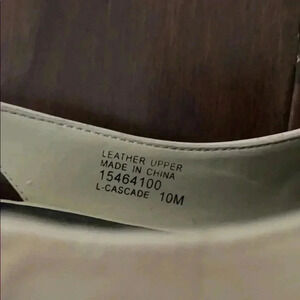 LEATHER UPPER
MADE IN CHINA
15464100
L-CASCADE 10M